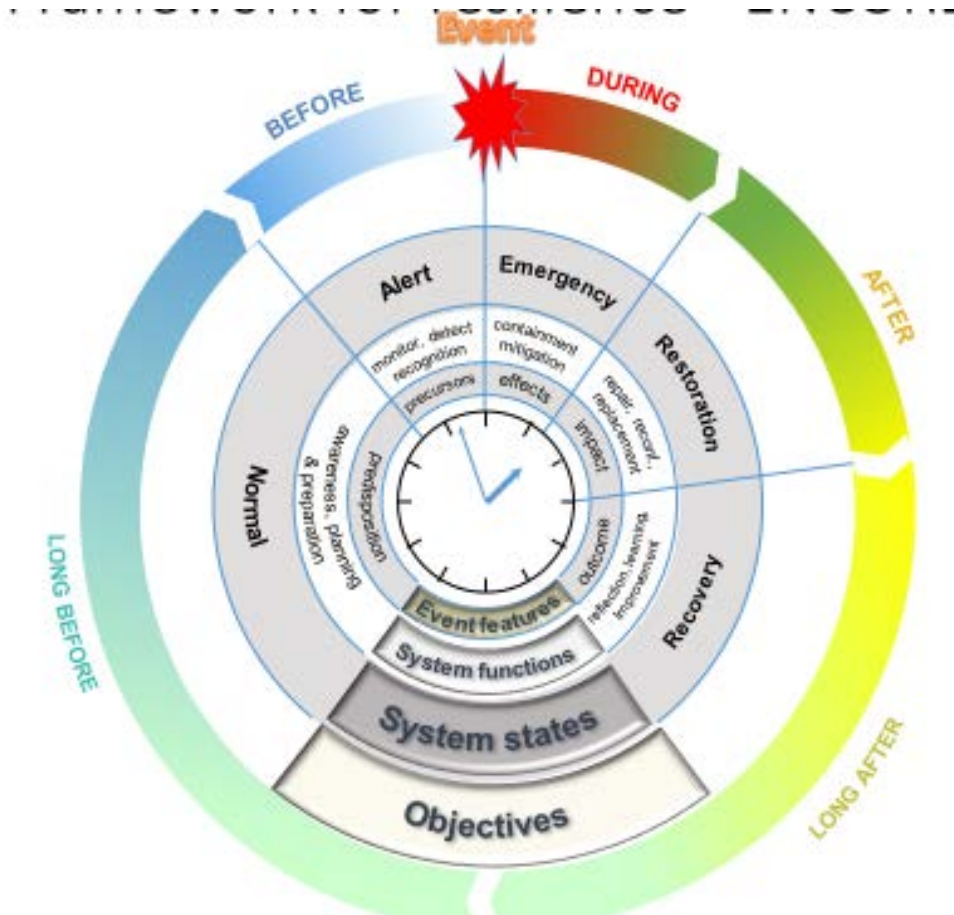 Event
BEFORE
DURING
AFTER
LONG AFTER
LONG BEFORE
Normal
Alert
Emergency
Restoration
Recovery
awareness, planning
& preparation
monitor, detect
recognition
containment
mitigation
repair, reconf.,
replacement
reflection, learning,
Improvement
predisposition
precursors
effects
impact
outcome
Event features
System functions
System states
Objectives